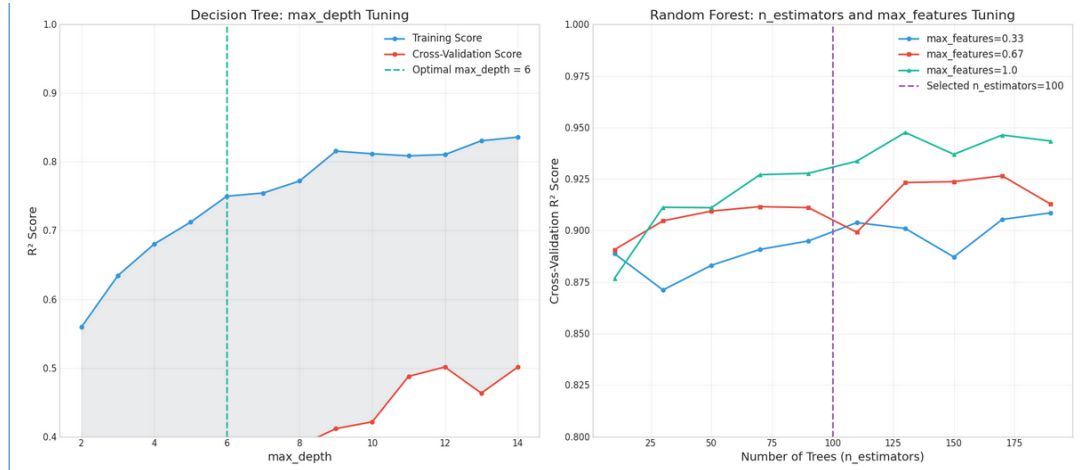 Decision Tree: max_depth Tuning
1.0
0.9
0.8
0.7
0.6
0.5
0.4
R² Score
Training Score
Cross-Validation Score
Optimal max_depth = 6
2
4
6
8
10
12
14
max_depth
Random Forest: n_estimators and max_features Tuning
1.000
0.975
0.950
0.925
0.900
0.875
0.850
0.825
0.800
Cross-Validation R² Score
max_features=0.33
max_features=0.67
max_features=1.0
Selected n_estimators=100
25
50
75
100
125
150
175
Number of Trees (n_estimators)